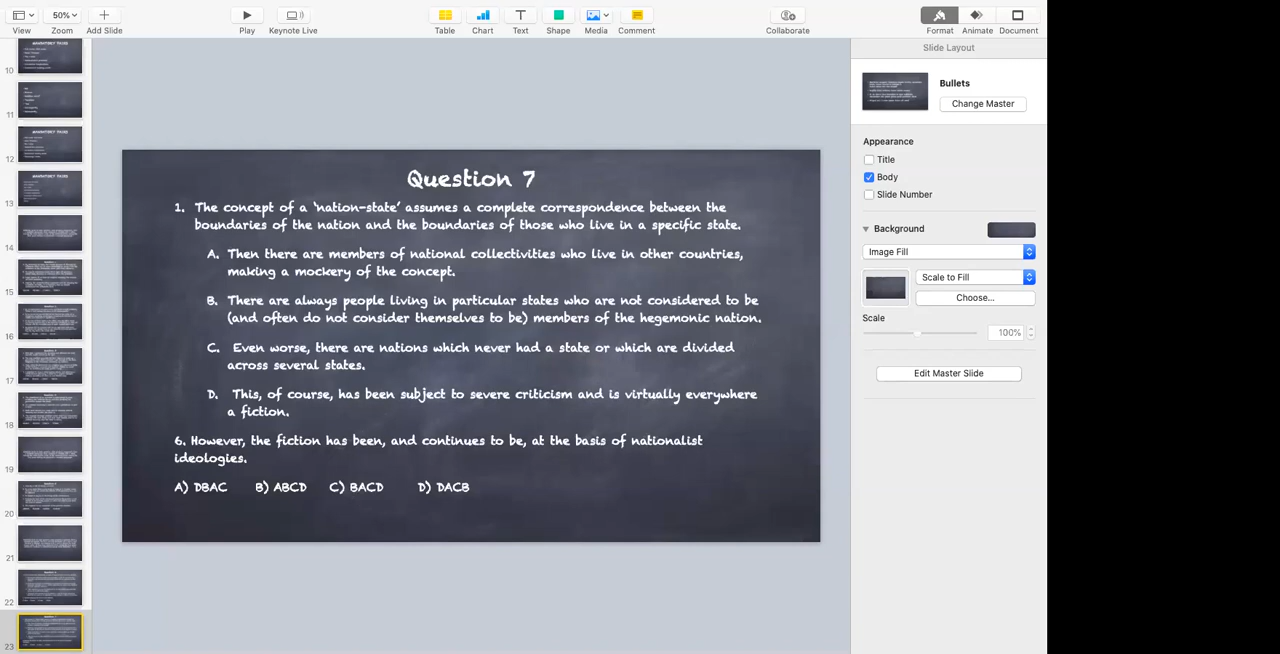 50%
View
Zoom
Add Slide
Play
Keynote Live
Table
Chart
Text
Shape
Media
Comment
Collaborate
Format
Animate
Document
10
11
12
13
14
15
16
17
18
19
20
21
22
23
Question 7
1. The concept of a ‘nation-state’ assumes a complete correspondence between the
boundaries of the nation and the boundaries of those who live in a specific state.
A. Then there are members of national collectivities who live in other countries,
making a mockery of the concept.
B. There are always people living in particular states who are not considered to be
(and often do not consider themselves to be) members of the hegemonic nation.
C. Even worse, there are nations which never had a state or which are divided
across several states.
D. This, of course, has been subject to severe criticism and is virtually everywhere
a fiction.
6. However, the fiction has been, and continues to be, at the basis of nationalist
ideologies.
A) DBAC B) ABCD C) BACD D) DACB
Slide Layout
Bullets
Change Master
Appearance
Title
Body
Slide Number
Background
Image Fill
Scale to Fill
Choose...
Scale
100%
Edit Master Slide